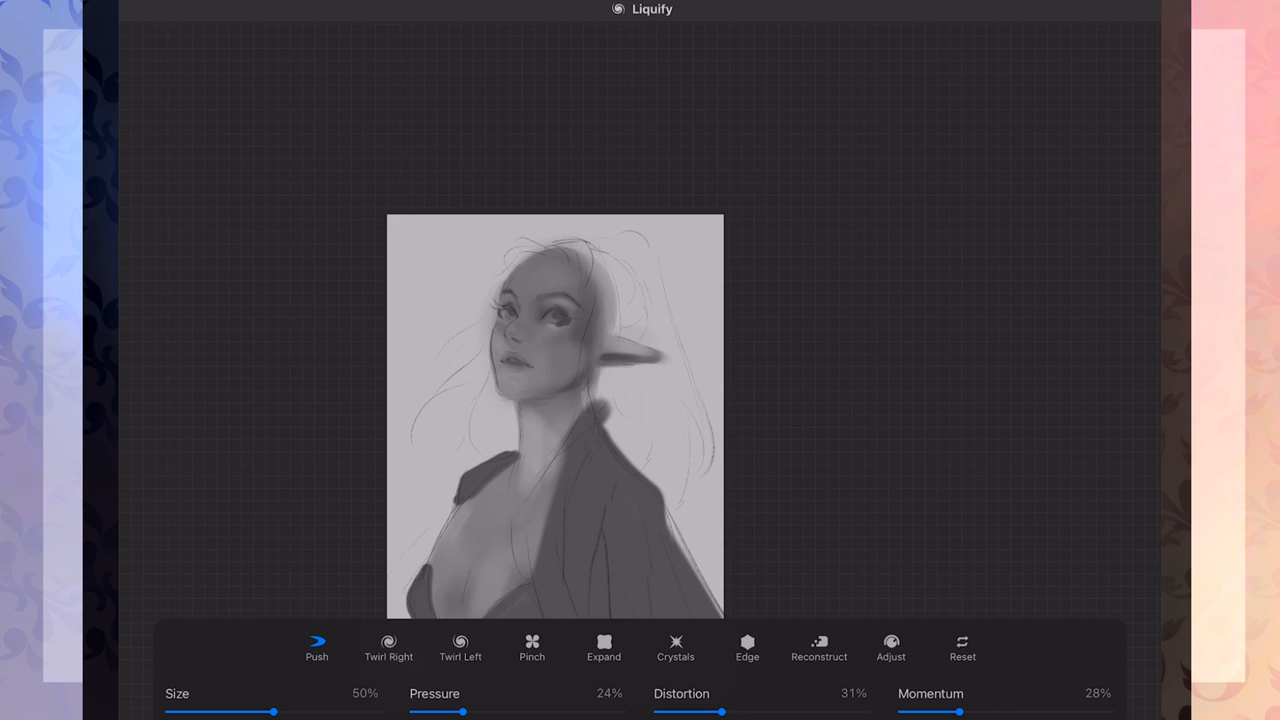 Liquify
Push Twirl Right Twirl Left Pinch Expand Crystals Edge Reconstruct Adjust Reset
Size 50% Pressure 24% Distortion 31% Momentum 28%